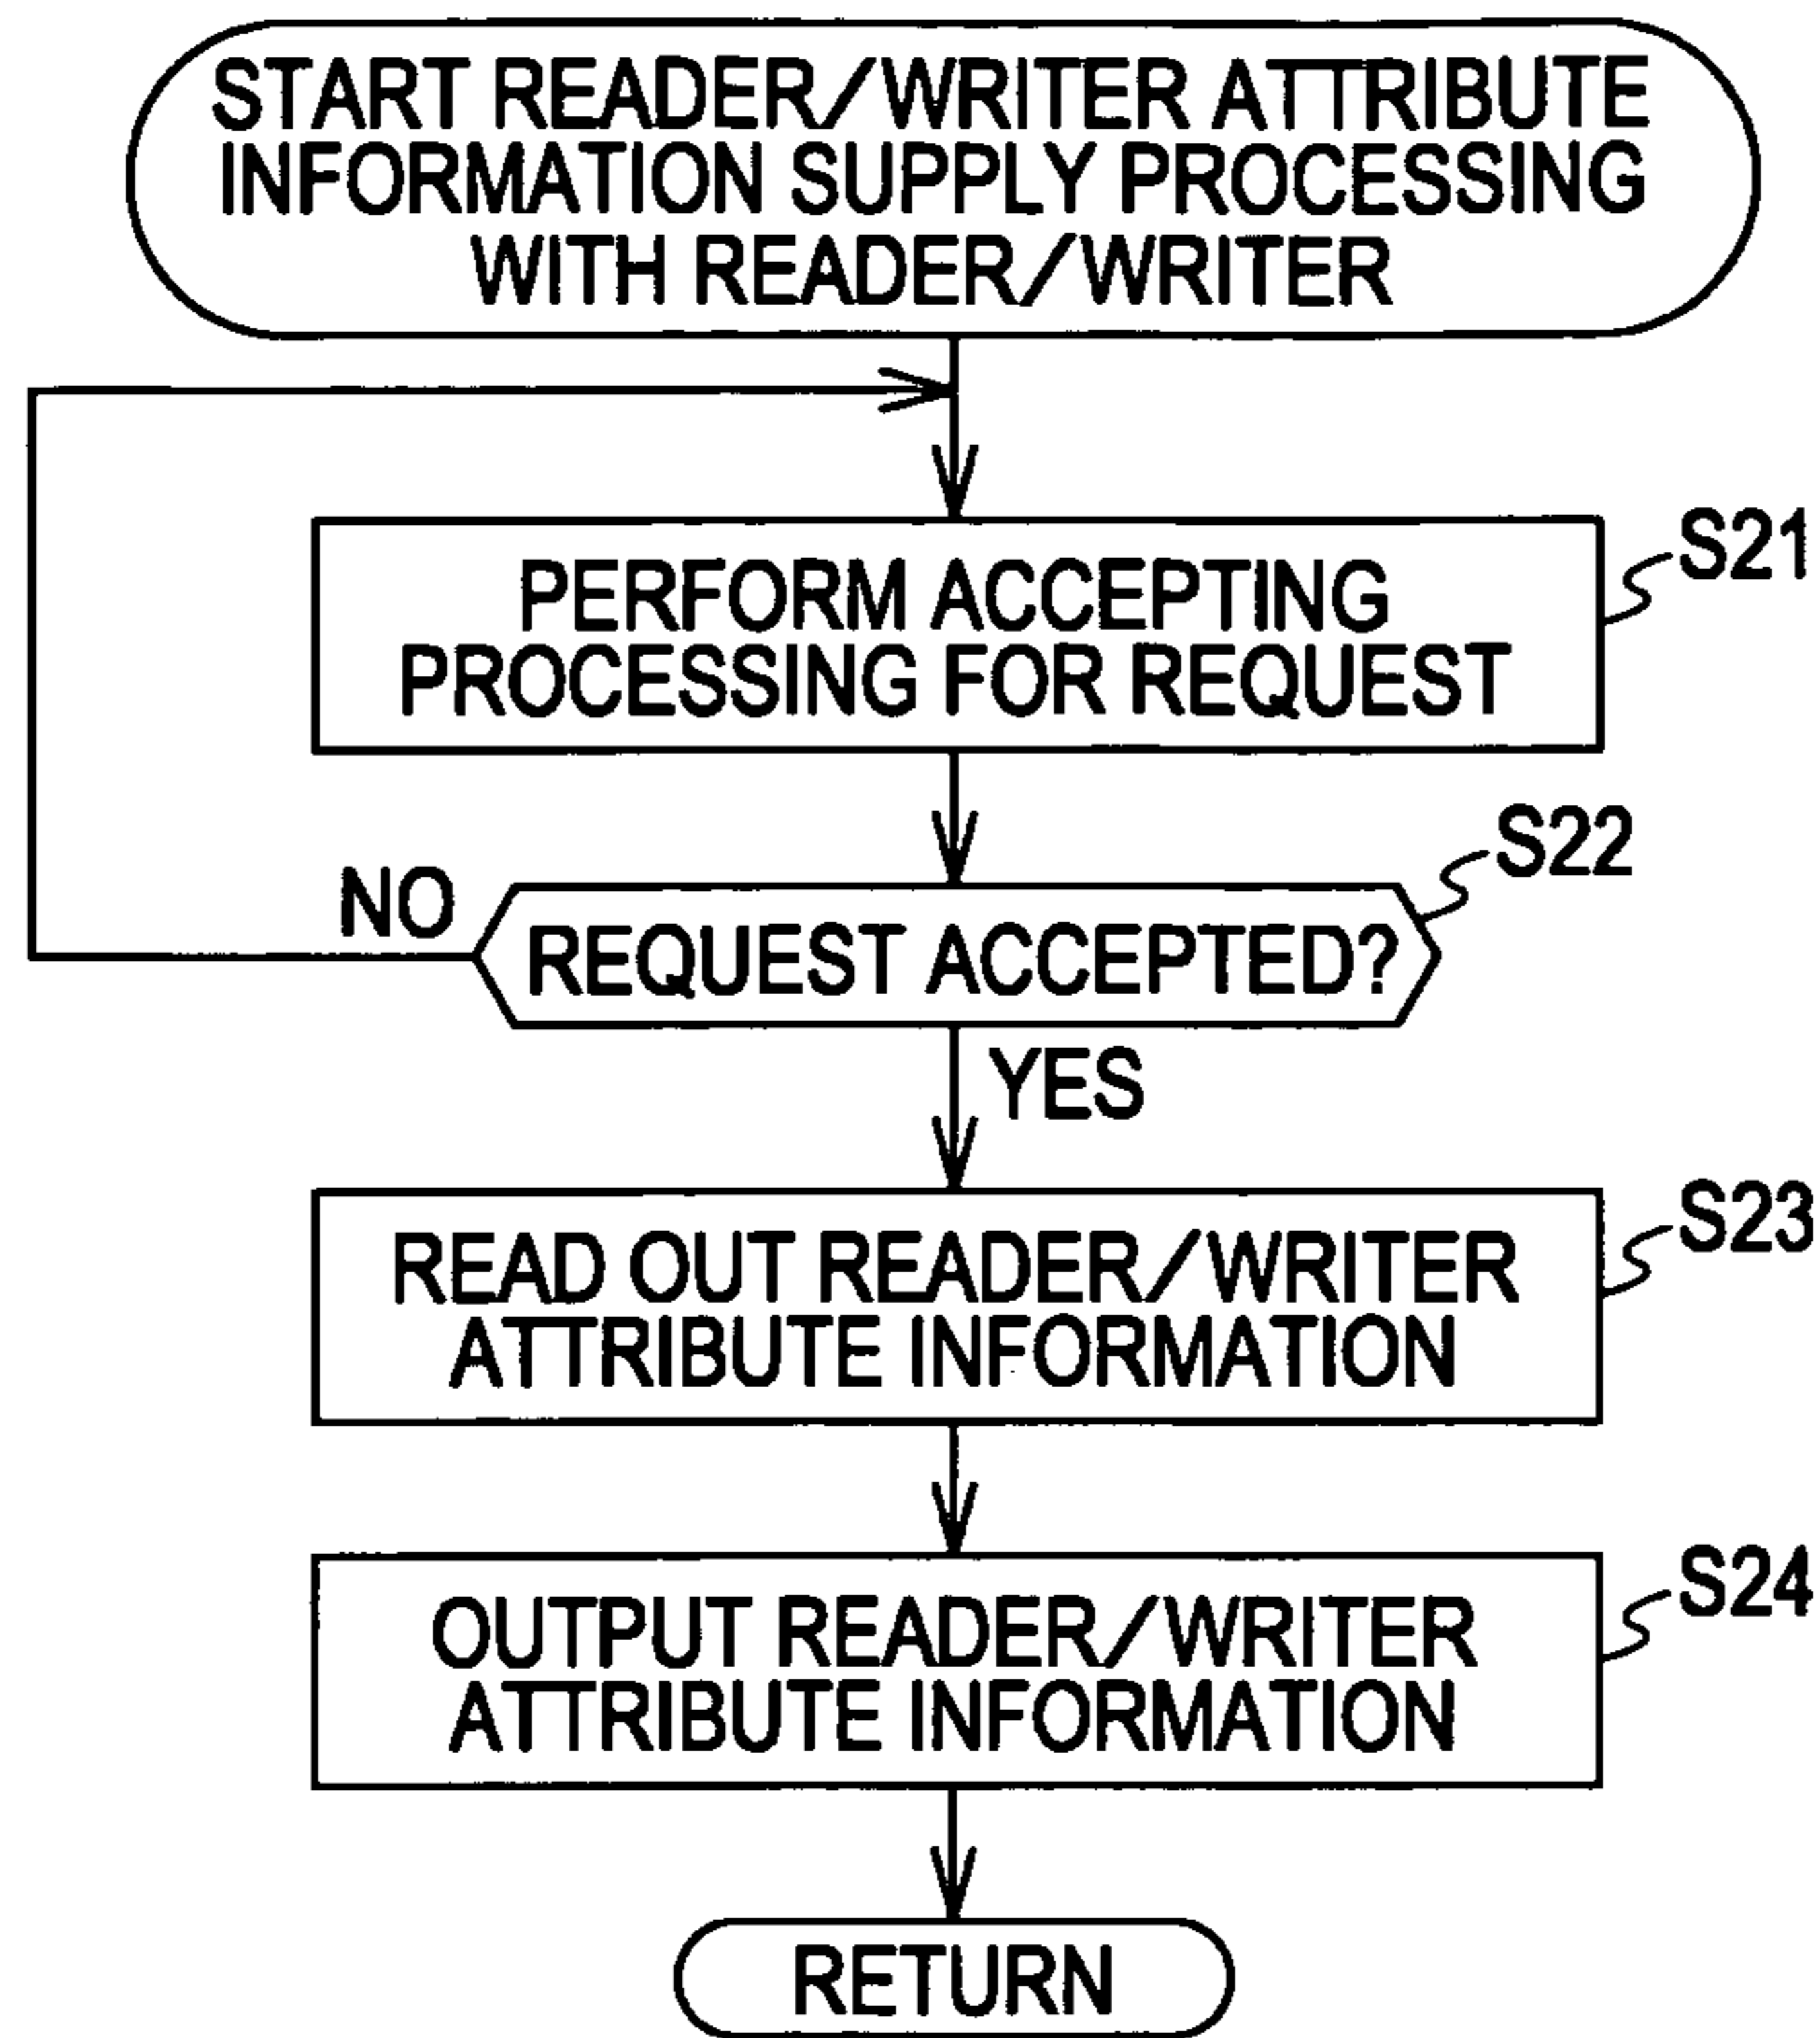 START READER/WRITER ATTRIBUTE
INFORMATION SUPPLY PROCESSING
WITH READER/WRITER
PERFORM ACCEPTING
PROCESSING FOR REQUEST
S21
S22
NO
REQUEST ACCEPTED?
YES
READ OUT READER/WRITER
ATTRIBUTE INFORMATION
S23
OUTPUT READER/WRITER
ATTRIBUTE INFORMATION
S24
RETURN